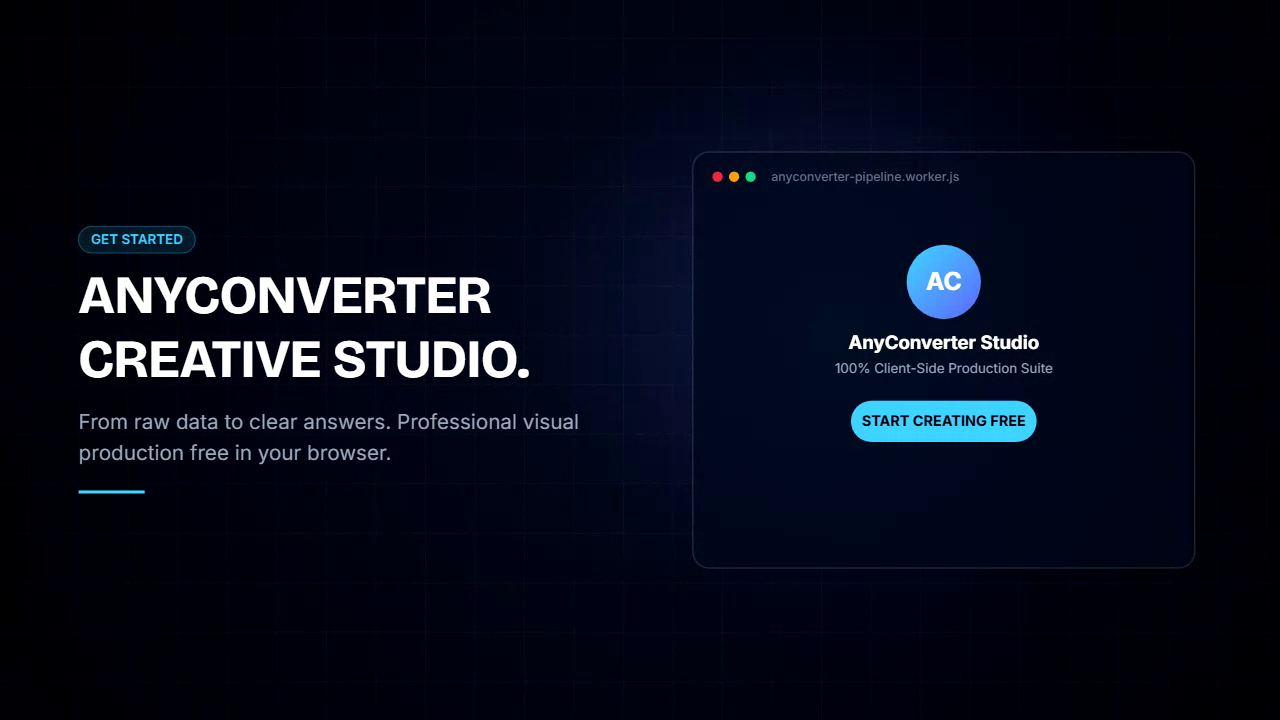 GET STARTED
ANYCONVERTER
CREATIVE STUDIO.
From raw data to clear answers. Professional visual
production free in your browser.
anyconverter-pipeline.worker.js
AC
AnyConverter Studio
100% Client-Side Production Suite
START CREATING FREE